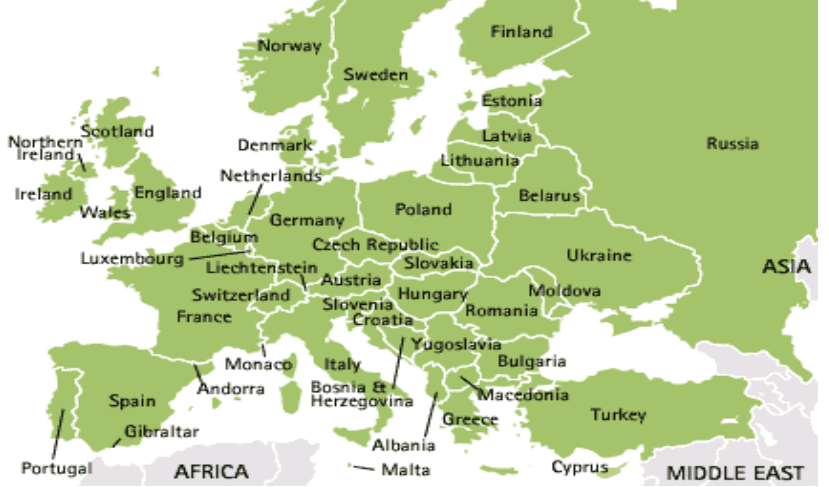 Finland
Norway
Sweden
Estonia
Scotland
Latvia
Russia
Northern
Ireland
Denmark
Lithuania
Netherlands
Ireland
England
Belarus
Wales
Poland
Germany
Belgium
Czech Republic
Ukraine
Luxembourg
Slovakia
ASIA
Liechtenstein
Austria
Switzerland
Hungary
Moldova
Slovenia
Romania
France
Croatia
Yugoslavia
Monaco
Italy
Bulgaria
Andorra
Bosnia &
Herzegovina
Macedonia
Spain
Turkey
Greece
Gibraltar
Albania
Portugal
AFRICA
Malta
Cyprus
MIDDLE EAST